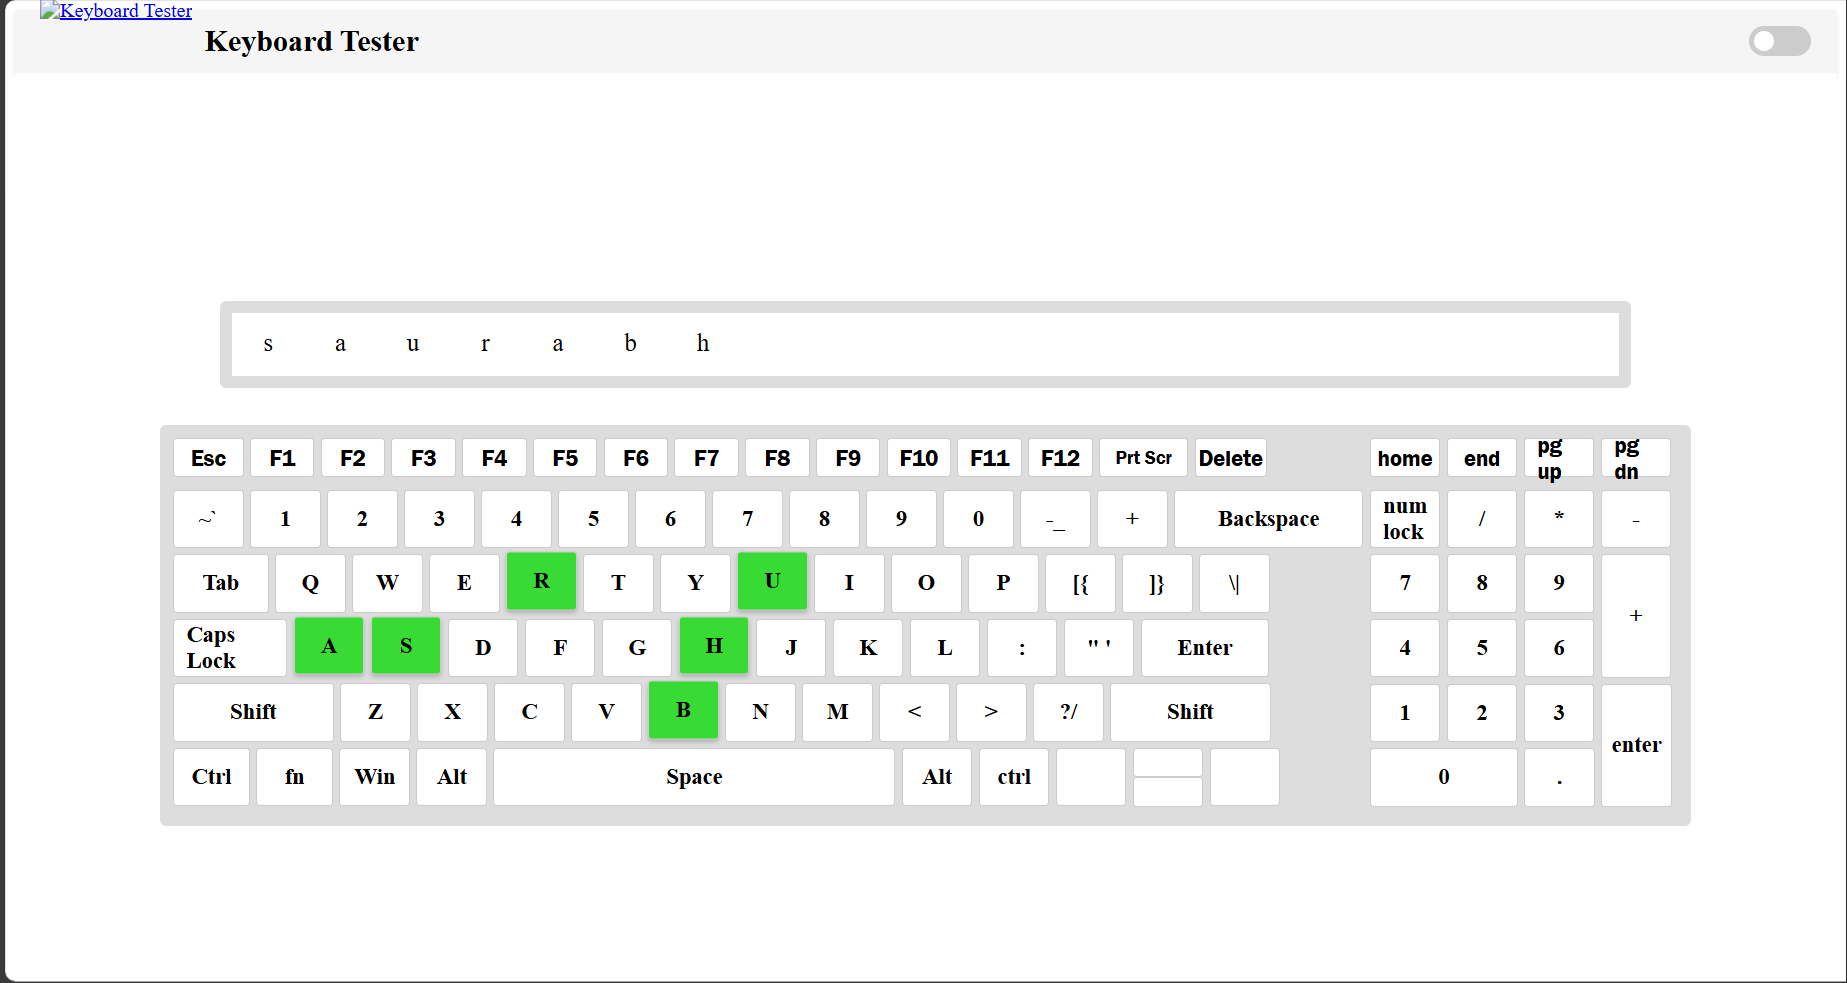 Keyboard Tester
Keyboard Tester
s a u r a b h
Esc F1 F2 F3 F4 F5 F6 F7 F8 F9 F10 F11 F12 Prt Scr Delete home end pg up pg dn
~` 1 2 3 4 5 6 7 8 9 0 -_ + Backspace num lock / * -
Tab Q W E R T Y U I O P [{ ]} \| 7 8 9 +
Caps Lock A S D F G H J K L : " ' Enter 4 5 6
Shift Z X C V B N M < > ?/ Shift 1 2 3 enter
Ctrl fn Win Alt Space Alt ctrl 0 .